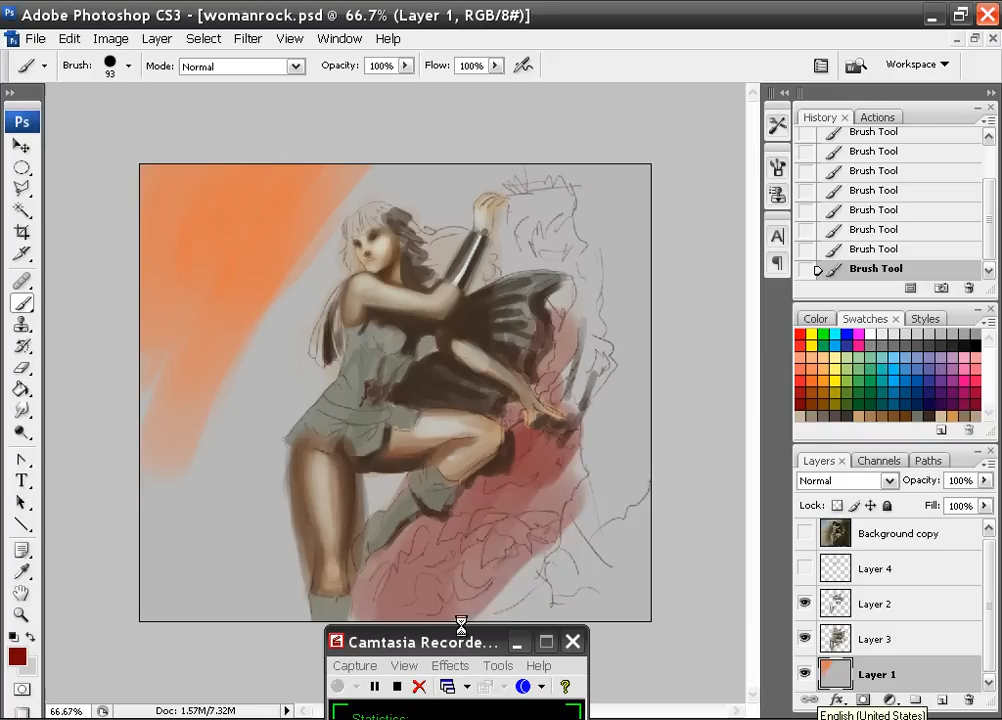 Adobe Photoshop CS3 - [womanrock.psd @ 66.7% (Layer 1, RGB/8#)]
File Edit Image Layer Select Filter View Window Help
Brush: 93 Mode: Normal Opacity: 100% Flow: 100% Workspace
Ps
History Actions
Brush Tool
Brush Tool
Brush Tool
Brush Tool
Brush Tool
Brush Tool
Brush Tool
Brush Tool
Color Swatches Styles
Layers Channels Paths
Normal Opacity: 100%
Lock: Fill: 100%
Background copy
Layer 4
Layer 2
Layer 3
Layer 1
Camtasia Recorde...
Capture View Effects Tools Help
Statistics:
66.67% Doc: 1.57M/7.32M
English (United States)